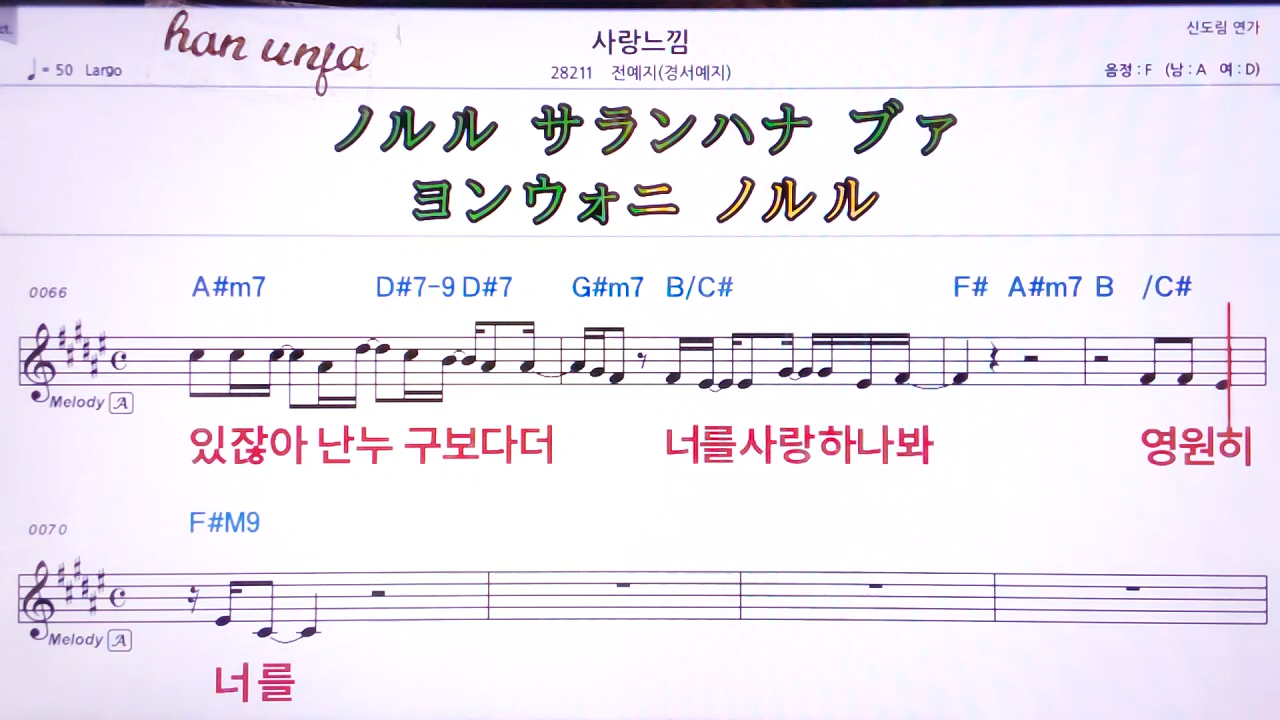 han unja
사랑느낌
신도림 연가
♩= 50 Largo
28211 전예지(경서예지)
음정 : F (남 : A 여 : D)
ノルル サランハナ ブァ
ヨンウォニ ノルル
0066 A#m7 D#7-9 D#7 G#m7 B/C# F# A#m7 B /C#
Melody A
있잖아 난누 구보다더 너를사랑하나봐 영원히
0070 F#M9
Melody A
너를